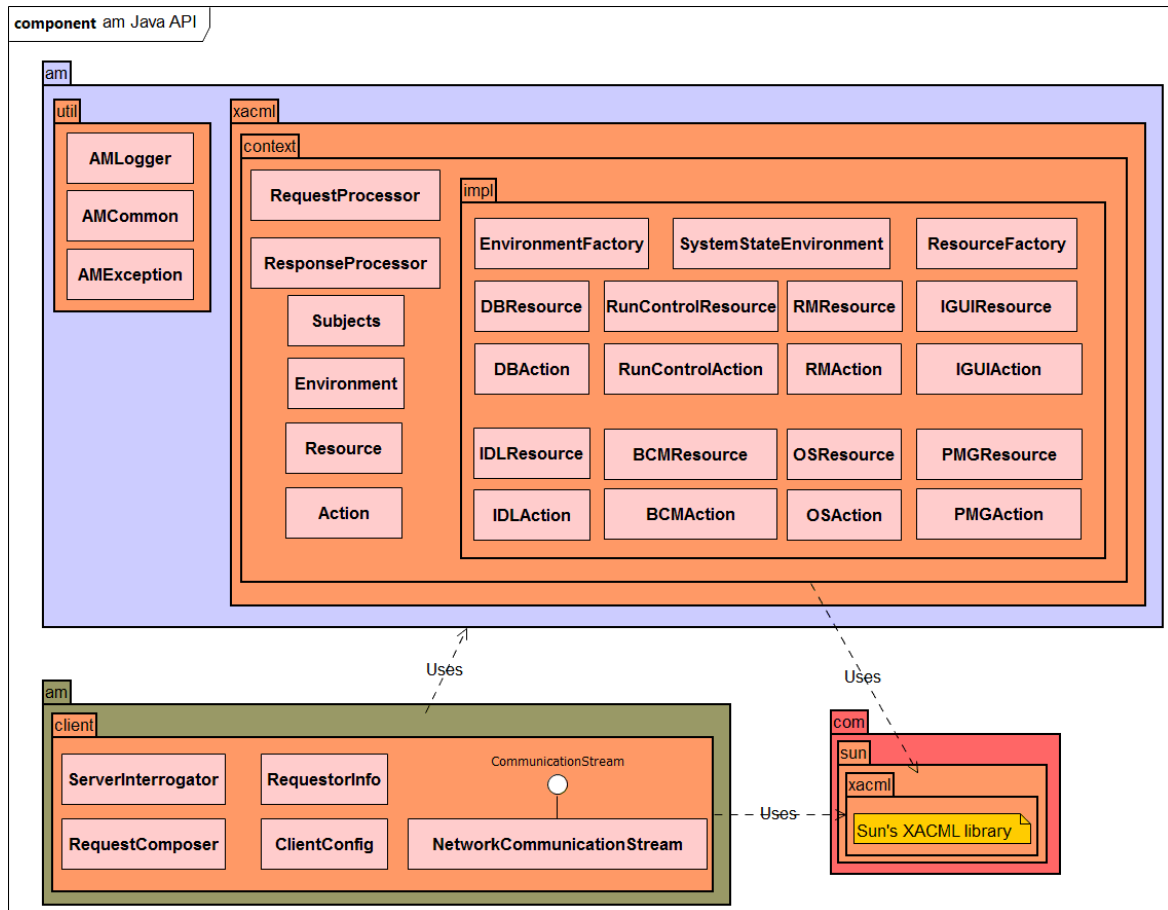 component am Java API
am
util
AMLogger
AMCommon
AMException
xacml
context
RequestProcessor
ResponseProcessor
Subjects
Environment
Resource
Action
impl
EnvironmentFactory SystemStateEnvironment ResourceFactory
DBResource RunControlResource RMResource IGUIResource
DBAction RunControlAction RMAction IGUIAction
IDLResource BCMResource OSResource PMGResource
IDLAction BCMAction OSAction PMGAction
Uses
Uses
am
client
ServerInterrogator RequestorInfo
RequestComposer ClientConfig
CommunicationStream
NetworkCommunicationStream
Uses
com
sun
xacml
Sun's XACML library